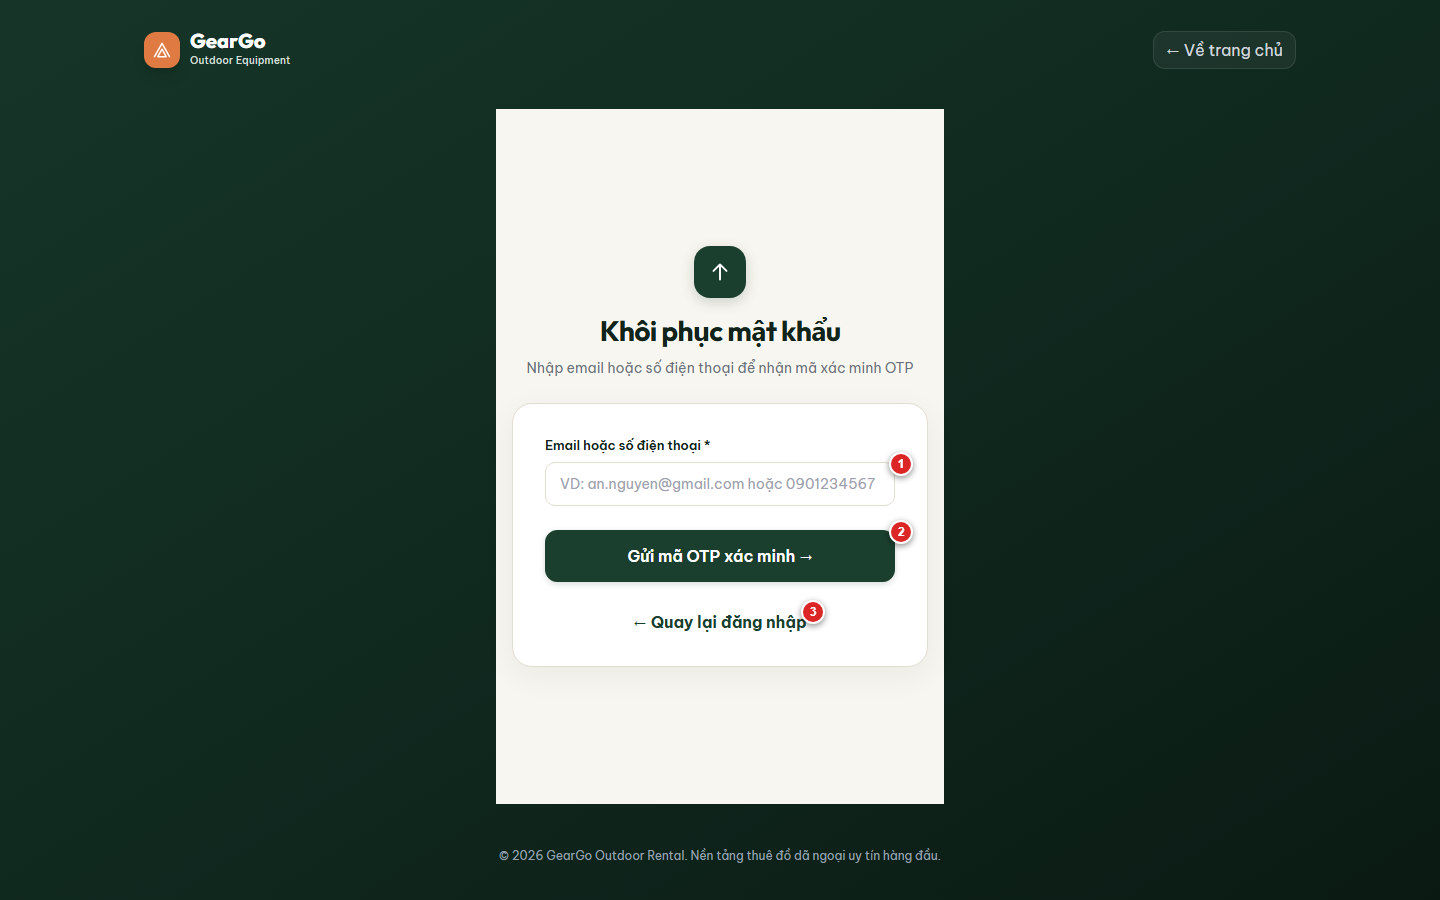 GearGo
Outdoor Equipment
← Về trang chủ
Khôi phục mật khẩu
Nhập email hoặc số điện thoại để nhận mã xác minh OTP
Email hoặc số điện thoại *
1
VD: an.nguyen@gmail.com hoặc 0901234567
2
Gửi mã OTP xác minh →
3
← Quay lại đăng nhập
© 2026 GearGo Outdoor Rental. Nền tảng thuê đồ dã ngoại uy tín hàng đầu.